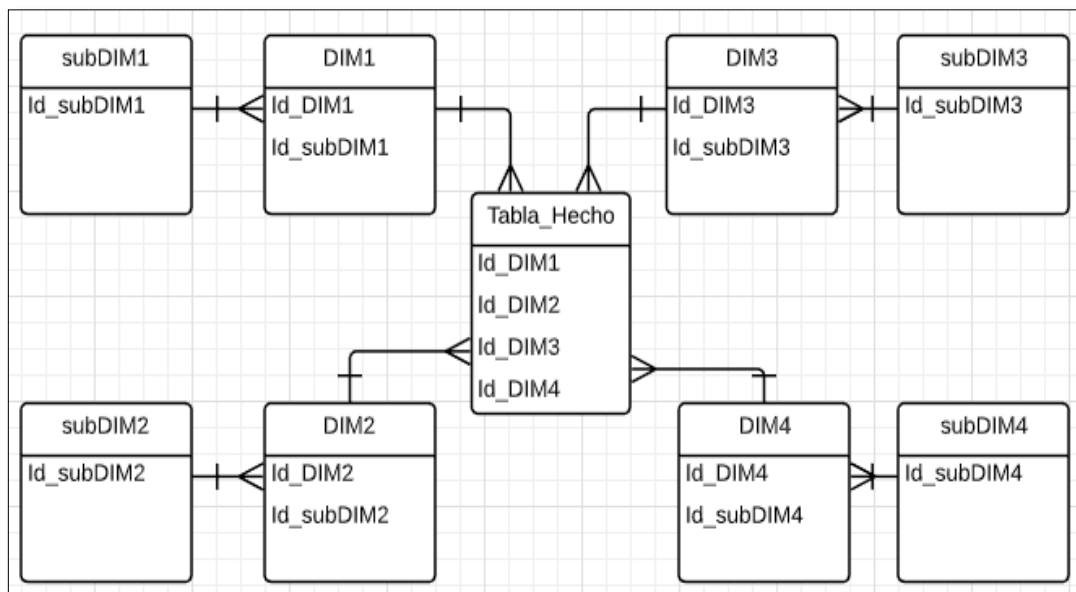 subDIM1
Id_subDIM1
DIM1
Id_DIM1
Id_subDIM1
DIM3
Id_DIM3
Id_subDIM3
subDIM3
Id_subDIM3
Tabla_Hecho
Id_DIM1
Id_DIM2
Id_DIM3
Id_DIM4
subDIM2
Id_subDIM2
DIM2
Id_DIM2
Id_subDIM2
DIM4
Id_DIM4
Id_subDIM4
subDIM4
Id_subDIM4